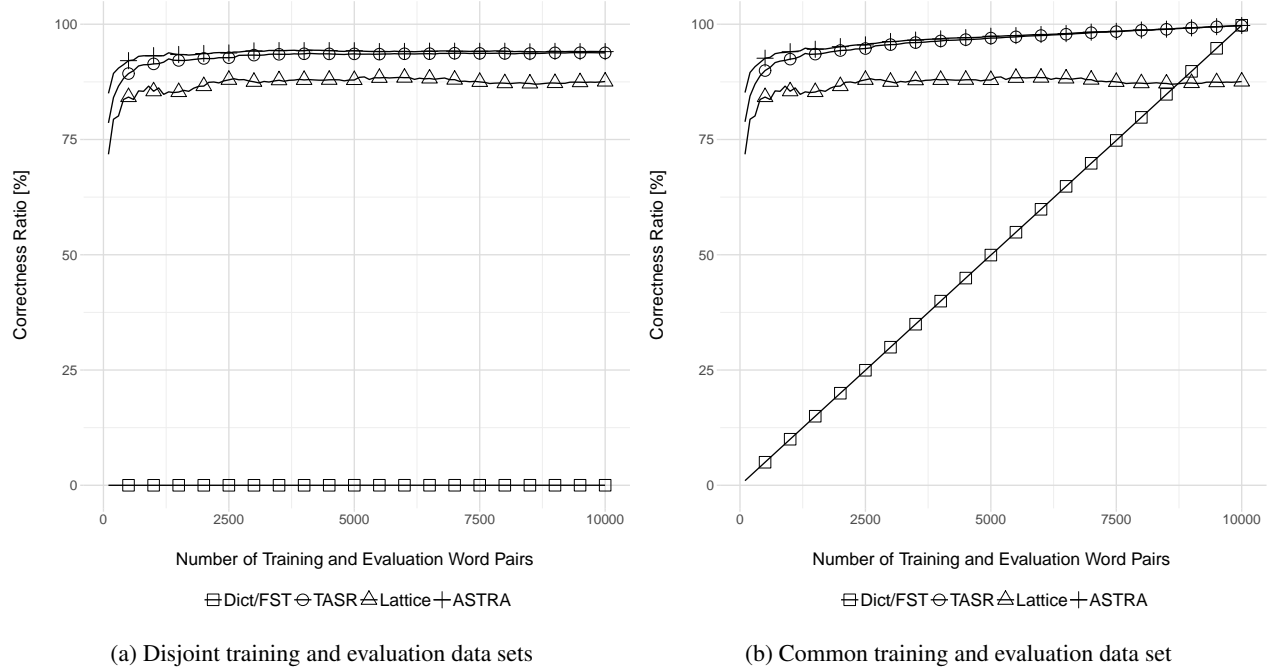 100
75
50
25
0
Correctness Ratio [%]
0 2500 5000 7500 10000
Number of Training and Evaluation Word Pairs
Dict/FST TASR Lattice ASTRA
(a) Disjoint training and evaluation data sets
100
75
50
25
0
Correctness Ratio [%]
0 2500 5000 7500 10000
Number of Training and Evaluation Word Pairs
Dict/FST TASR Lattice ASTRA
(b) Common training and evaluation data set